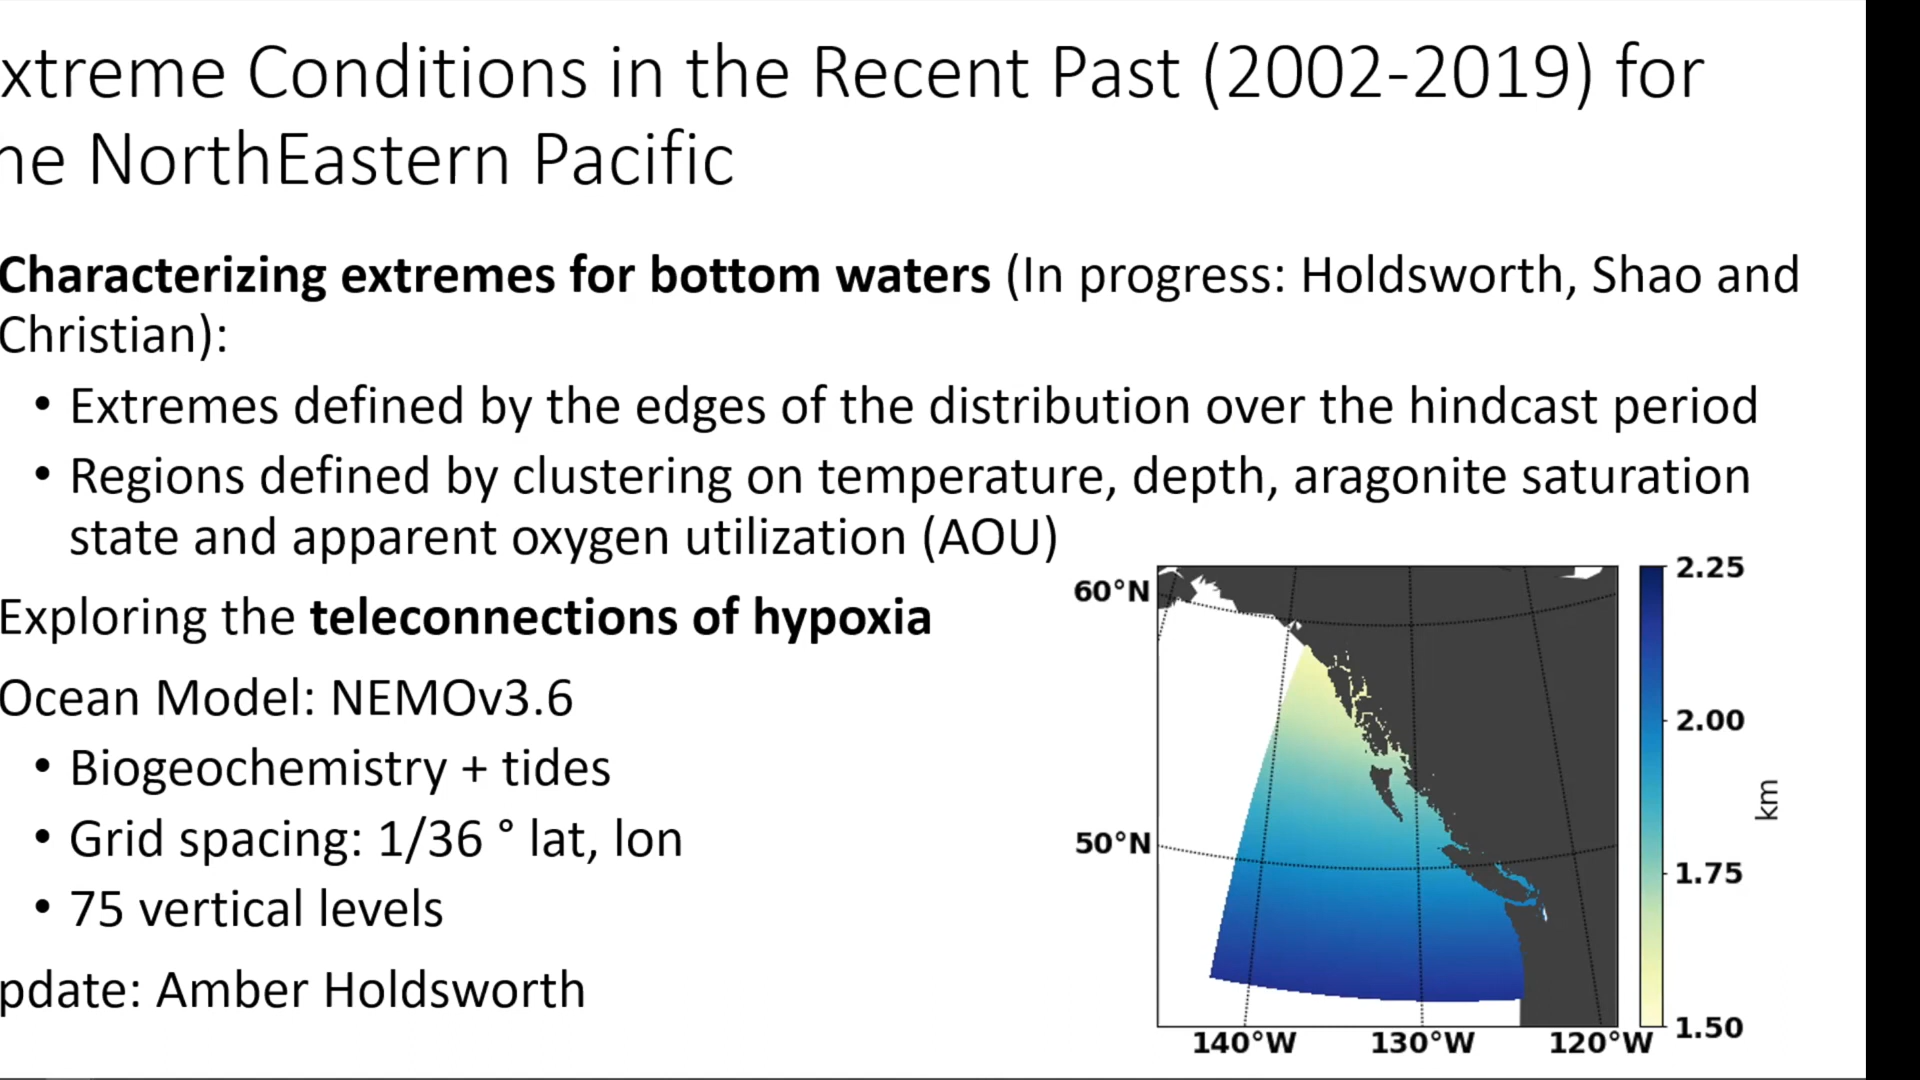 xtreme Conditions in the Recent Past (2002-2019) for
he NorthEastern Pacific
Characterizing extremes for bottom waters (In progress: Holdsworth, Shao and
Christian):
• Extremes defined by the edges of the distribution over the hindcast period
• Regions defined by clustering on temperature, depth, aragonite saturation
state and apparent oxygen utilization (AOU)
Exploring the teleconnections of hypoxia
Ocean Model: NEMOv3.6
• Biogeochemistry + tides
• Grid spacing: 1/36 ° lat, lon
• 75 vertical levels
pdate: Amber Holdsworth
60°N
50°N
140°W 130°W 120°W
2.25
2.00
1.75
1.50
km